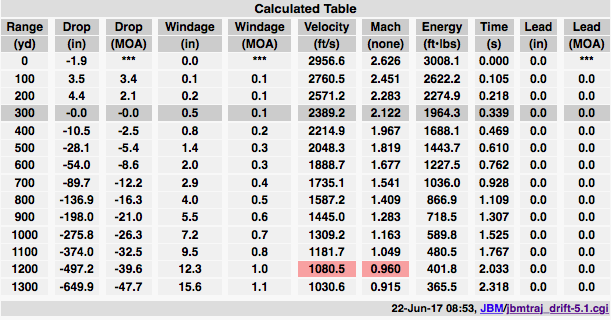 Calculated Table
Range Drop Drop Windage Windage Velocity Mach Energy Time Lead Lead
(yd) (in) (MOA) (in) (MOA) (ft/s) (none) (ft•lbs) (s) (in) (MOA)
0 -1.9 *** 0.0 *** 2956.6 2.626 3008.1 0.000 0.0 ***
100 3.5 3.4 0.1 0.1 2760.5 2.451 2622.2 0.105 0.0 0.0
200 4.4 2.1 0.2 0.1 2571.2 2.283 2274.9 0.218 0.0 0.0
300 -0.0 -0.0 0.5 0.1 2389.2 2.122 1964.3 0.339 0.0 0.0
400 -10.5 -2.5 0.8 0.2 2214.9 1.967 1688.1 0.469 0.0 0.0
500 -28.1 -5.4 1.4 0.3 2048.3 1.819 1443.7 0.610 0.0 0.0
600 -54.0 -8.6 2.0 0.3 1888.7 1.677 1227.5 0.762 0.0 0.0
700 -89.7 -12.2 2.9 0.4 1735.1 1.541 1036.0 0.928 0.0 0.0
800 -136.9 -16.3 4.0 0.5 1587.2 1.409 866.9 1.109 0.0 0.0
900 -198.0 -21.0 5.5 0.6 1445.0 1.283 718.5 1.307 0.0 0.0
1000 -275.8 -26.3 7.2 0.7 1309.2 1.163 589.8 1.525 0.0 0.0
1100 -374.0 -32.5 9.5 0.8 1181.7 1.049 480.5 1.767 0.0 0.0
1200 -497.2 -39.6 12.3 1.0 1080.5 0.960 401.8 2.033 0.0 0.0
1300 -649.9 -47.7 15.6 1.1 1030.6 0.915 365.5 2.318 0.0 0.0
22-Jun-17 08:53, JBM/jbmtraj_drift-5.1.cgi